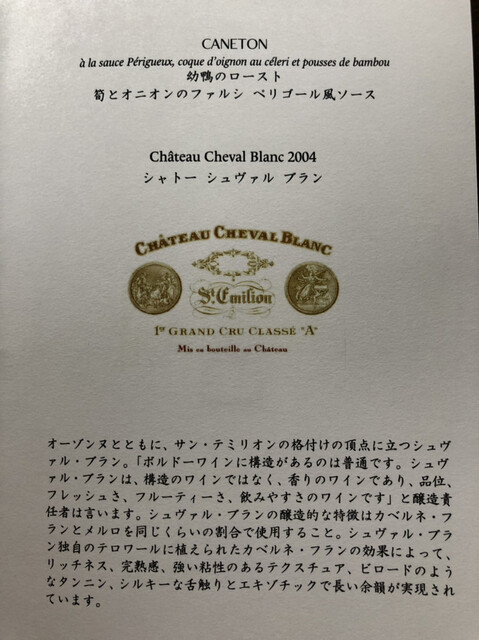 CANETON
à la sauce Périgueux, coque d'oignon au céleri et pousses de bambou
幼鴨のロースト
筍とオニオンのファルシ ペリゴール風ソース
Château Cheval Blanc 2004
シャトー シュヴァル ブラン
CHÂTEAU CHEVAL BLANC
St Emilion
1er GRAND CRU CLASSÉ "A"
Mis en bouteille au Château
オーゾンヌとともに、サン・テミリオンの格付けの頂点に立つシュヴ
ァル・ブラン。「ボルドーワインに構造があるのは普通です。シュヴ
ァル・ブランは、構造のワインではなく、香りのワインであり、品位、
フレッシュさ、フルーティーさ、飲みやすさのワインです」と醸造責
任者は言います。シュヴァル・ブランの醸造的な特徴はカベルネ・フ
ランとメルロを同じくらいの割合で使用すること。シュヴァル・ブラ
ン独自のテロワールに植えられたカベルネ・フランの効果によって、
リッチネス、完熟感、強い粘性のあるテクスチュア、ビロードのよう
なタンニン、シルキーな舌触りとエキゾチックで長い余韻が実現され
ています。